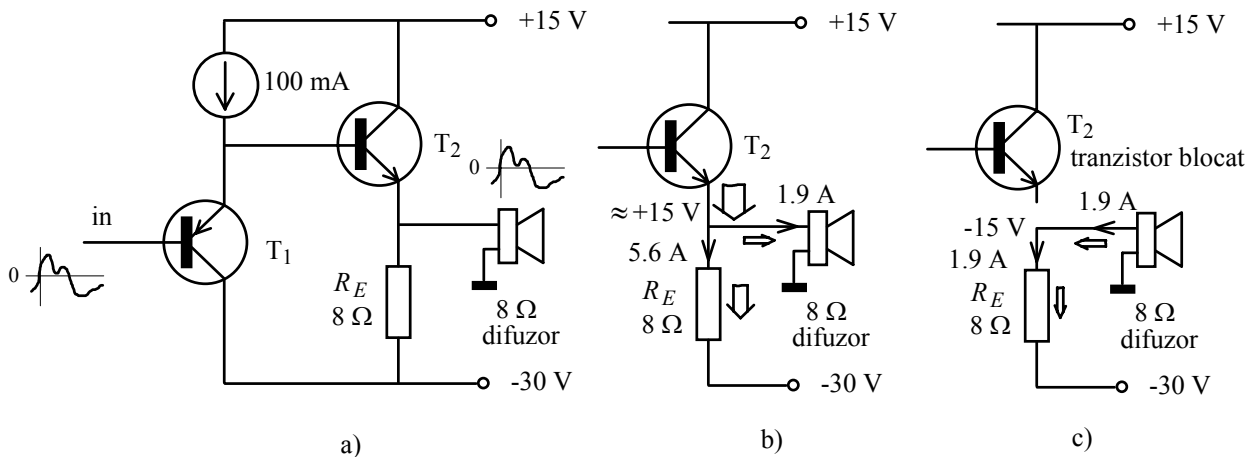 +15 V
100 mA
T2
0
in
T1
0
RE
8 Ω
8 Ω
difuzor
-30 V
a)
+15 V
T2
≈ +15 V
1.9 A
5.6 A
RE
8 Ω
8 Ω
difuzor
-30 V
b)
+15 V
T2
tranzistor blocat
1.9 A
-15 V
1.9 A
RE
8 Ω
8 Ω
difuzor
-30 V
c)